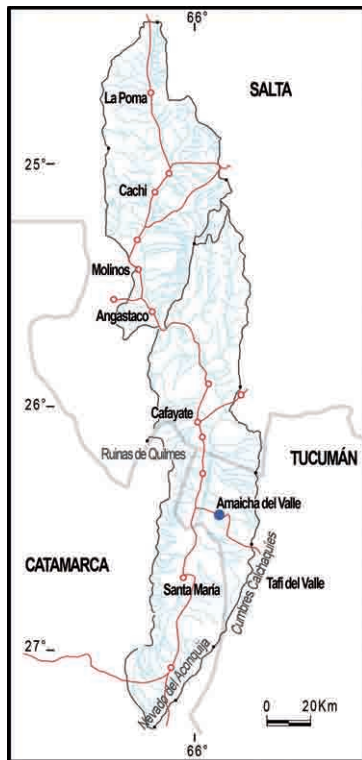 66°
La Poma
SALTA
25°
Cachi
Molinos
Angastaco
26°
Cafayate
Ruinas de Quilmes
TUCUMÁN
Amaicha del Valle
CATAMARCA
Tafi del Valle
Santa María
Cumbres Calchaquíes
27°
Nevado del Aconquija
0 20Km
66°